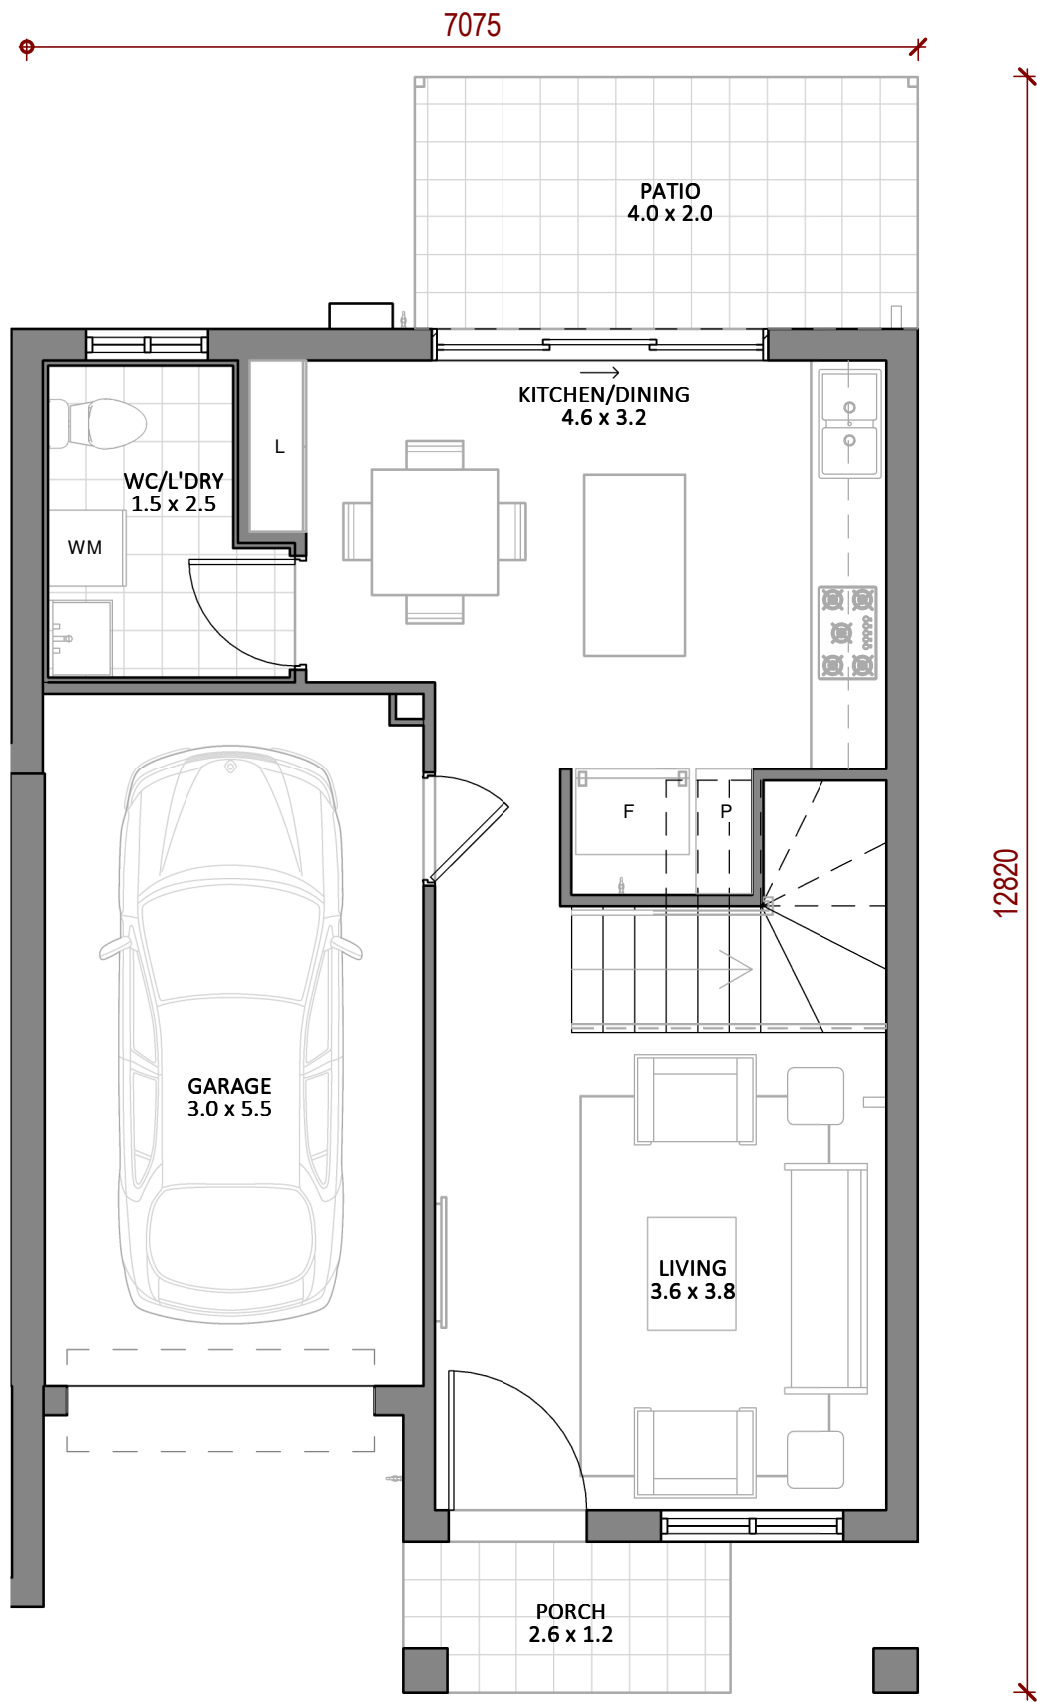 7075
PATIO
4.0 x 2.0
KITCHEN/DINING
4.6 x 3.2
L
WC/L'DRY
1.5 x 2.5
WM
F
P
12820
GARAGE
3.0 x 5.5
LIVING
3.6 x 3.8
PORCH
2.6 x 1.2